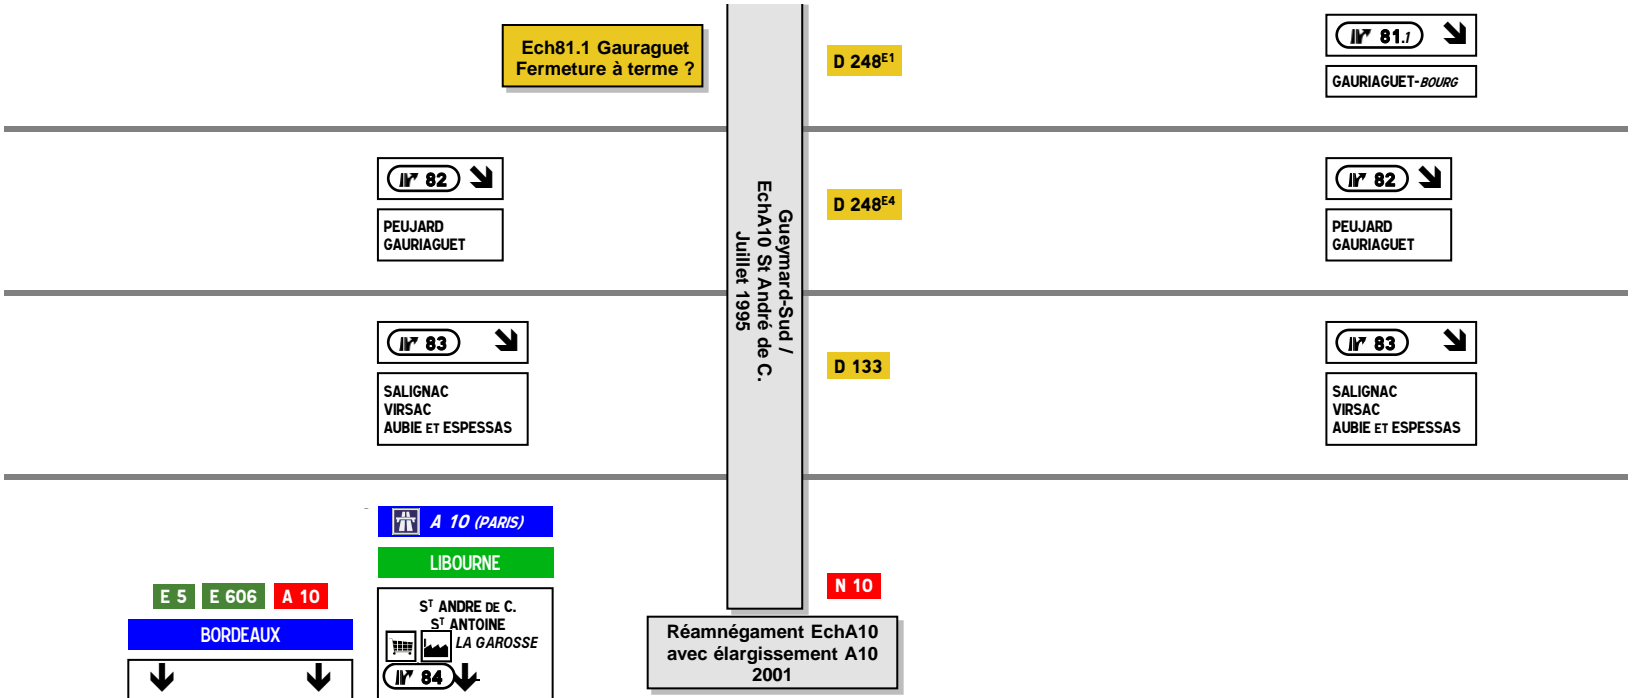 Ech81.1 Gauraguet
Fermeture à terme ?
D 248E1
81.1
GAURIAGUET-BOURG
82
PEUJARD
GAURIAGUET
Gueymard-Sud /
EchA10 St André de C.
Juillet 1995
D 248E4
82
PEUJARD
GAURIAGUET
83
SALIGNAC
VIRSAC
AUBIE ET ESPESSAS
D 133
83
SALIGNAC
VIRSAC
AUBIE ET ESPESSAS
A 10 (PARIS)
LIBOURNE
E 5 E 606 A 10
BORDEAUX
ST ANDRE DE C.
ST ANTOINE
LA GAROSSE
84
N 10
Réamnégament EchA10
avec élargissement A10
2001